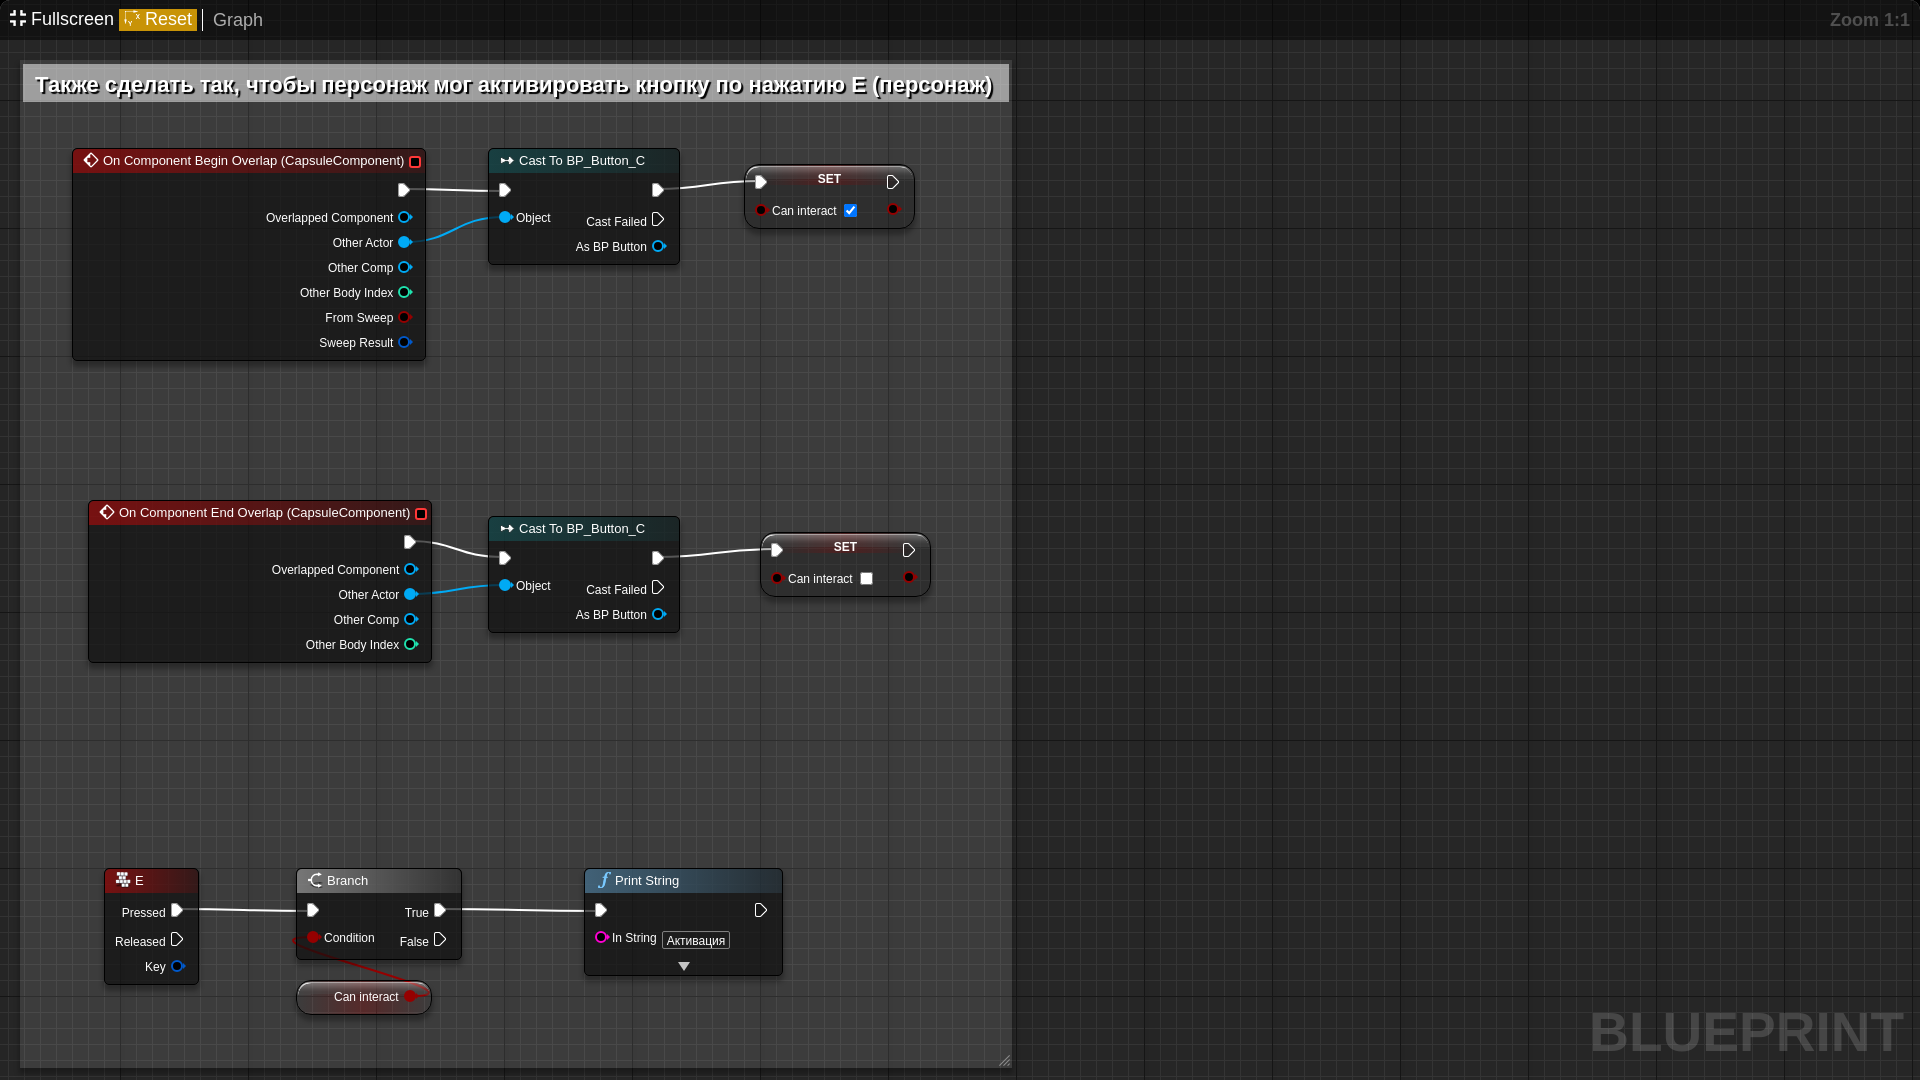 Fullscreen Reset Graph Zoom 1:1
Также сделать так, чтобы персонаж мог активировать кнопку по нажатию E (персонаж)
On Component Begin Overlap (CapsuleComponent)
Overlapped Component
Other Actor
Other Comp
Other Body Index
From Sweep
Sweep Result
Cast To BP_Button_C
Object
Cast Failed
As BP Button
SET
Can interact
On Component End Overlap (CapsuleComponent)
Overlapped Component
Other Actor
Other Comp
Other Body Index
Cast To BP_Button_C
Object
Cast Failed
As BP Button
SET
Can interact
E
Pressed
Released
Key
Branch
True
Condition False
Can interact
Print String
In String Активация
BLUEPRINT